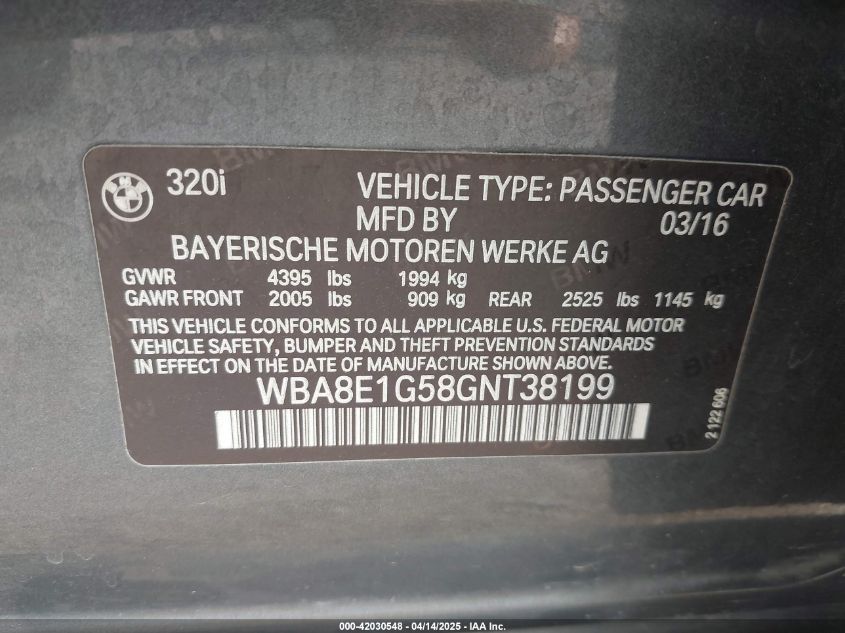 320i VEHICLE TYPE: PASSENGER CAR
MFD BY 03/16
BAYERISCHE MOTOREN WERKE AG
GVWR 4395 lbs 1994 kg
GAWR FRONT 2005 lbs 909 kg REAR 2525 lbs 1145 kg
THIS VEHICLE CONFORMS TO ALL APPLICABLE U.S. FEDERAL MOTOR
VEHICLE SAFETY, BUMPER AND THEFT PREVENTION STANDARDS
IN EFFECT ON THE DATE OF MANUFACTURE SHOWN ABOVE.
WBA8E1G58GNT38199
2 122 606
000-42030548 - 04/14/2025 - IAA Inc.